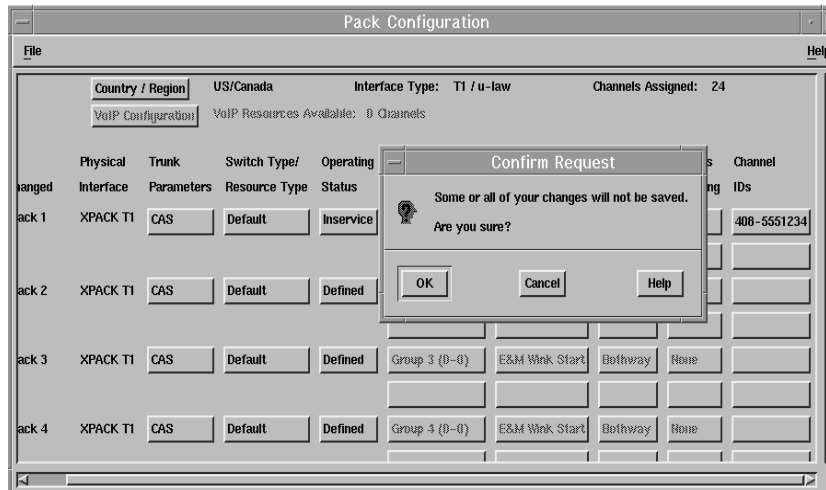 Pack Configuration
File Help
Country / Region US/Canada Interface Type: T1 / u-law Channels Assigned: 24
VoIP Configuration VoIP Resources Available: 0 Channels
Physical Trunk Switch Type/ Operating s Channel
anged Interface Parameters Resource Type Status ng IDs
Confirm Request
Some or all of your changes will not be saved.
Are you sure?
OK Cancel Help
ack 1 XPACK T1 CAS Default Inservice 408-5551234
ack 2 XPACK T1 CAS Default Defined
ack 3 XPACK T1 CAS Default Defined Group 3 (0-0) E&M Wink Start Bothway None
ack 4 XPACK T1 CAS Default Defined Group 4 (0-0) E&M Wink Start Bothway None